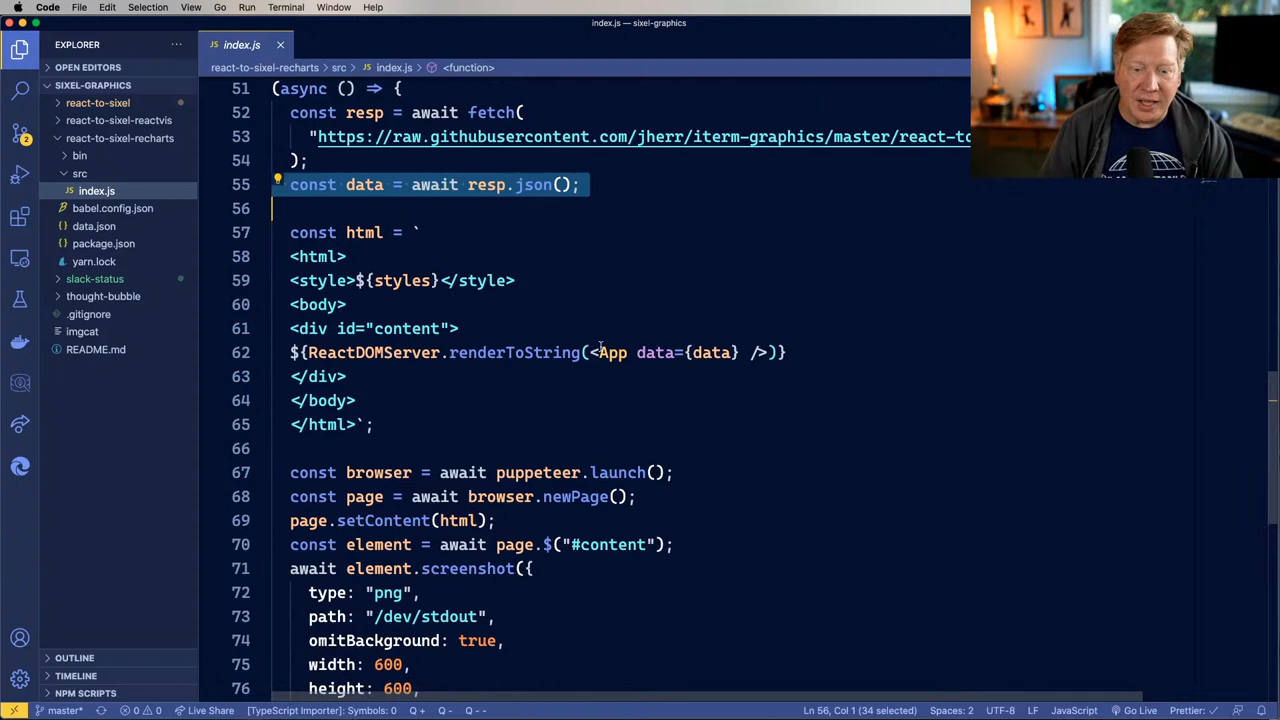 Code File Edit Selection View Go Run Terminal Window Help
index.js — sixel-graphics
EXPLORER
JS index.js
OPEN EDITORS
react-to-sixel-recharts > src > JS index.js > <function>
SIXEL-GRAPHICS
react-to-sixel
react-to-sixel-reactvis
react-to-sixel-recharts
bin
src
JS index.js
babel.config.json
data.json
package.json
yarn.lock
slack-status
thought-bubble
.gitignore
imgcat
README.md
OUTLINE
TIMELINE
NPM SCRIPTS
2
51 (async () => {
52 const resp = await fetch(
53 "https://raw.githubusercontent.com/jherr/iterm-graphics/master/react-to
54 );
55 const data = await resp.json();
56
57 const html = `
58 <html>
59 <style>${styles}</style>
60 <body>
61 <div id="content">
62 ${ReactDOMServer.renderToString(<App data={data} />)}
63 </div>
64 </body>
65 </html>`;
66
67 const browser = await puppeteer.launch();
68 const page = await browser.newPage();
69 page.setContent(html);
70 const element = await page.$("#content");
71 await element.screenshot({
72 type: "png",
73 path: "/dev/stdout",
74 omitBackground: true,
75 width: 600,
76 height: 600,
master* 0 0 Live Share [TypeScript Importer]: Symbols: 0 Q + Q - Q -- Ln 56, Col 1 (34 selected) Spaces: 2 UTF-8 LF JavaScript Go Live Prettier: ✓